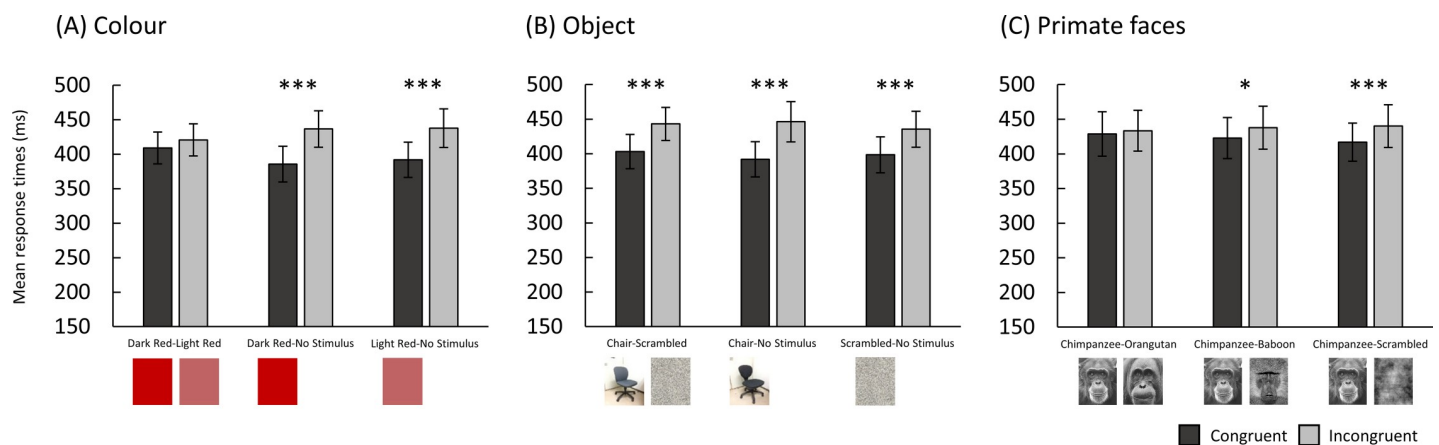 (A) Colour
(B) Object
(C) Primate faces
Mean response times (ms)
500
450
400
350
300
250
200
150
***
***
Dark Red-Light Red
Dark Red-No Stimulus
Light Red-No Stimulus
500
450
400
350
300
250
200
150
***
***
***
Chair-Scrambled
Chair-No Stimulus
Scrambled-No Stimulus
500
450
400
350
300
250
200
150
*
***
Chimpanzee-Orangutan
Chimpanzee-Baboon
Chimpanzee-Scrambled
Congruent
Incongruent